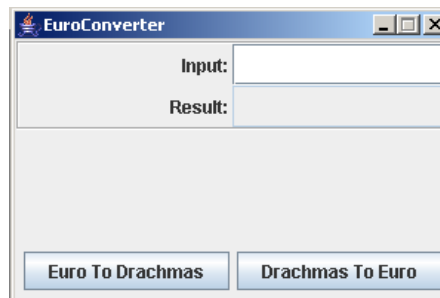 EuroConverter
Input:
Result:
Euro To Drachmas
Drachmas To Euro